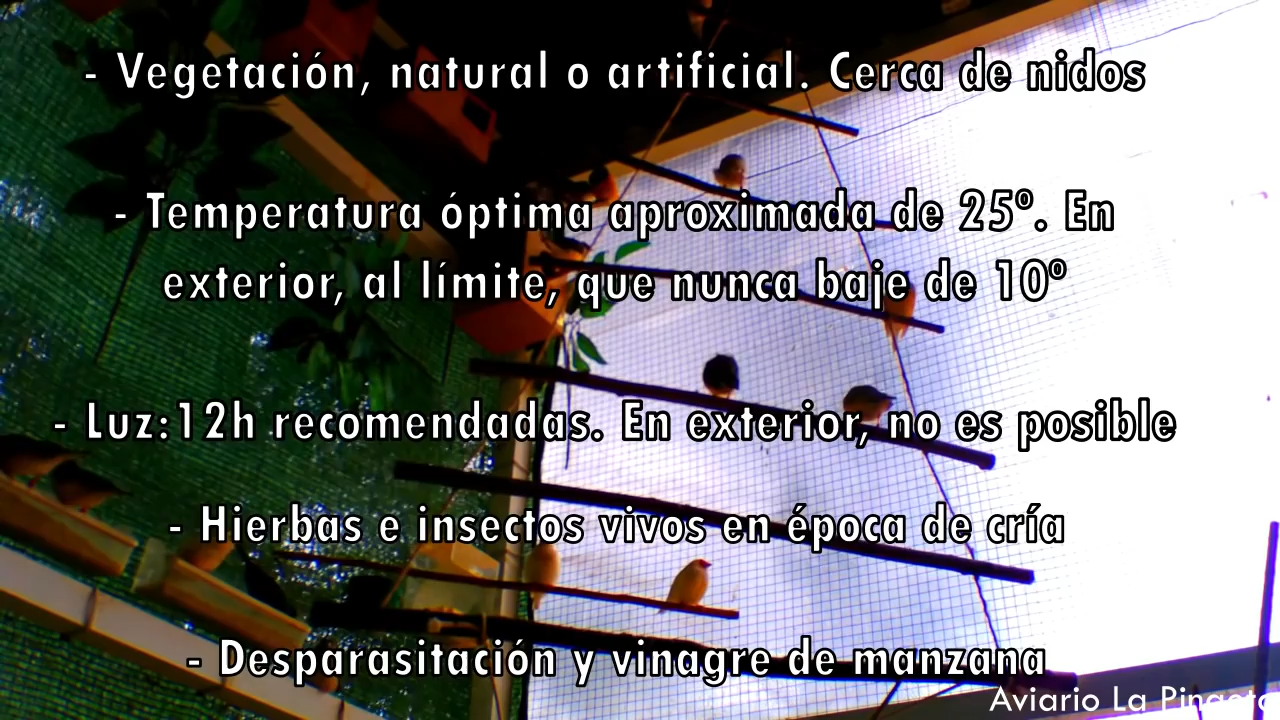 - Vegetación, natural o artificial. Cerca de nidos
- Temperatura óptima aproximada de 25º. En
exterior, al límite, que nunca baje de 10º
- Luz:12h recomendadas. En exterior, no es posible
- Hierbas e insectos vivos en época de cría
- Desparasitación y vinagre de manzana
Aviario La